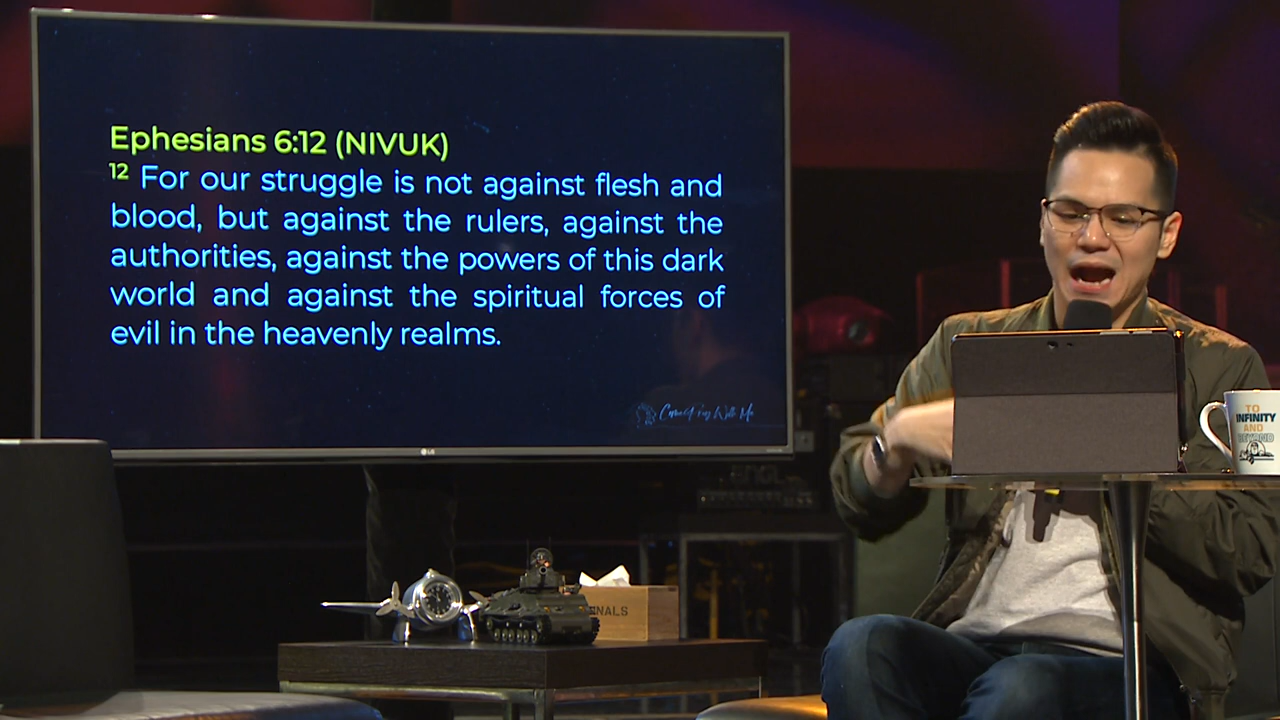 Ephesians 6:12 (NIVUK)
12 For our struggle is not against flesh and
blood, but against the rulers, against the
authorities, against the powers of this dark
world and against the spiritual forces of
evil in the heavenly realms.
LG
TO
INFINITY
AND
BEYOND